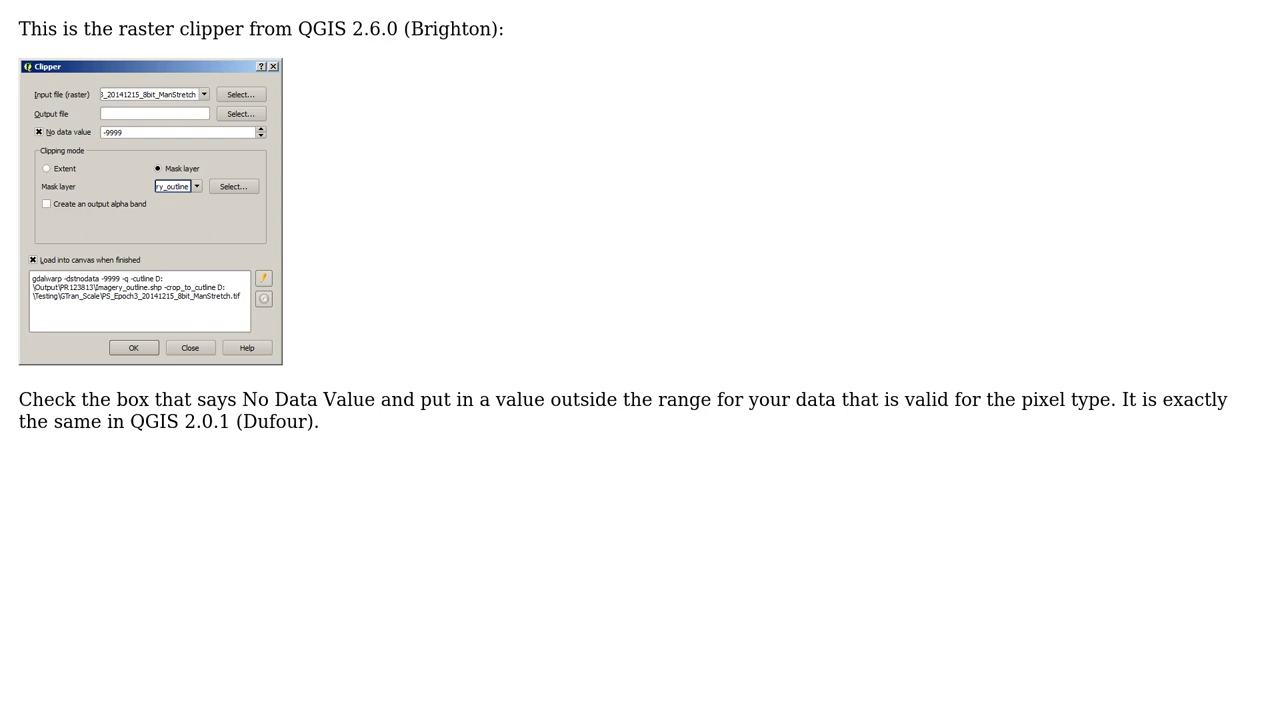 This is the raster clipper from QGIS 2.6.0 (Brighton):
Clipper
Input file (raster) 3_20141215_8bit_ManStretch Select...
Output file Select...
No data value -9999
Clipping mode
Extent Mask layer
Mask layer ry_outline Select...
Create an output alpha band
Load into canvas when finished
gdalwarp -dstnodata -9999 -q -cutline D:
\Output\PR123813\Imagery_outline.shp -crop_to_cutline D:
\Testing\GTran_Scale\PS_Epoch3_20141215_8bit_ManStretch.tif
OK Close Help
Check the box that says No Data Value and put in a value outside the range for your data that is valid for the pixel type. It is exactly
the same in QGIS 2.0.1 (Dufour).